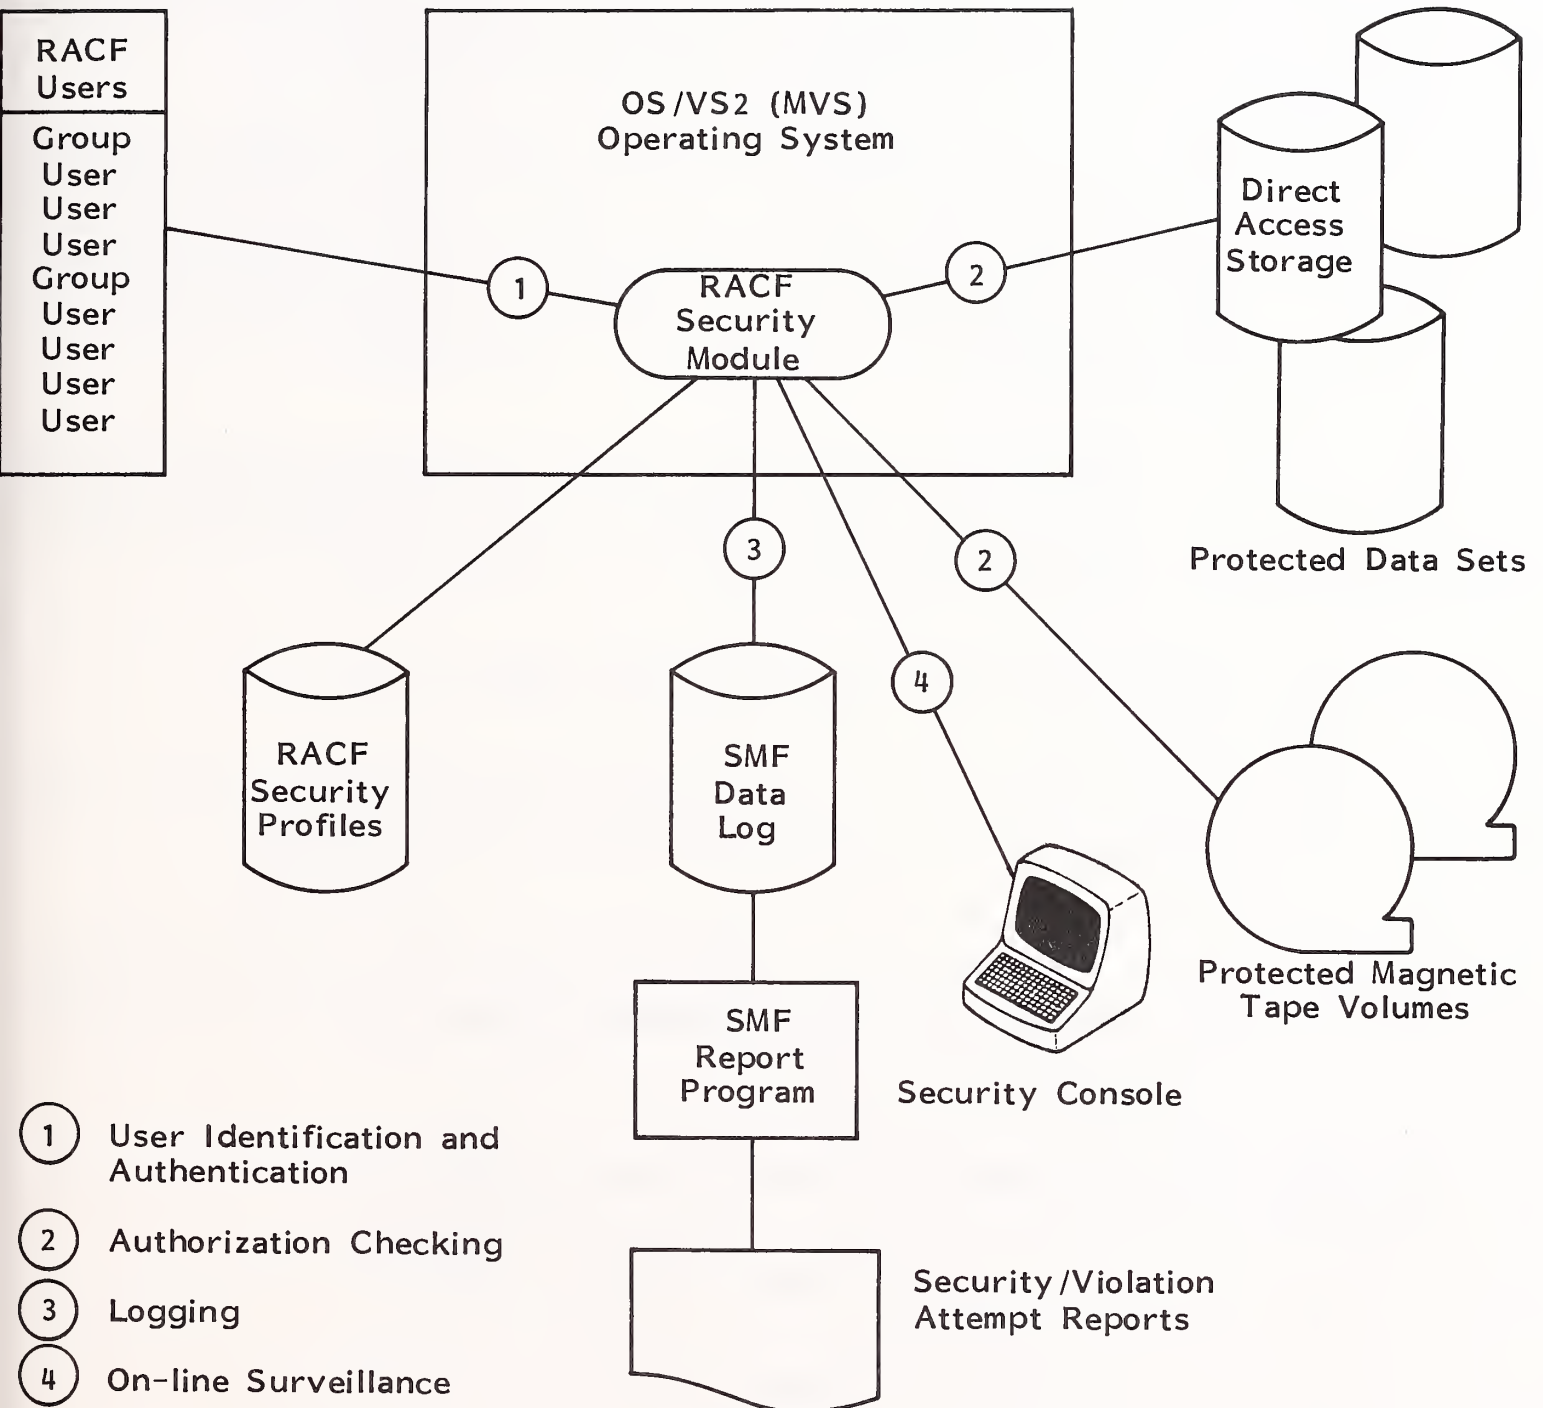 RACF
Users
Group
User
User
User
Group
User
User
User
User
OS/VS2 (MVS)
Operating System
1
RACF
Security
Module
2
Direct
Access
Storage
Protected Data Sets
3
2
4
RACF
Security
Profiles
SMF
Data
Log
Protected Magnetic
Tape Volumes
SMF
Report
Program
Security Console
1 User Identification and
Authentication
2 Authorization Checking
3 Logging
4 On-line Surveillance
Security/Violation
Attempt Reports